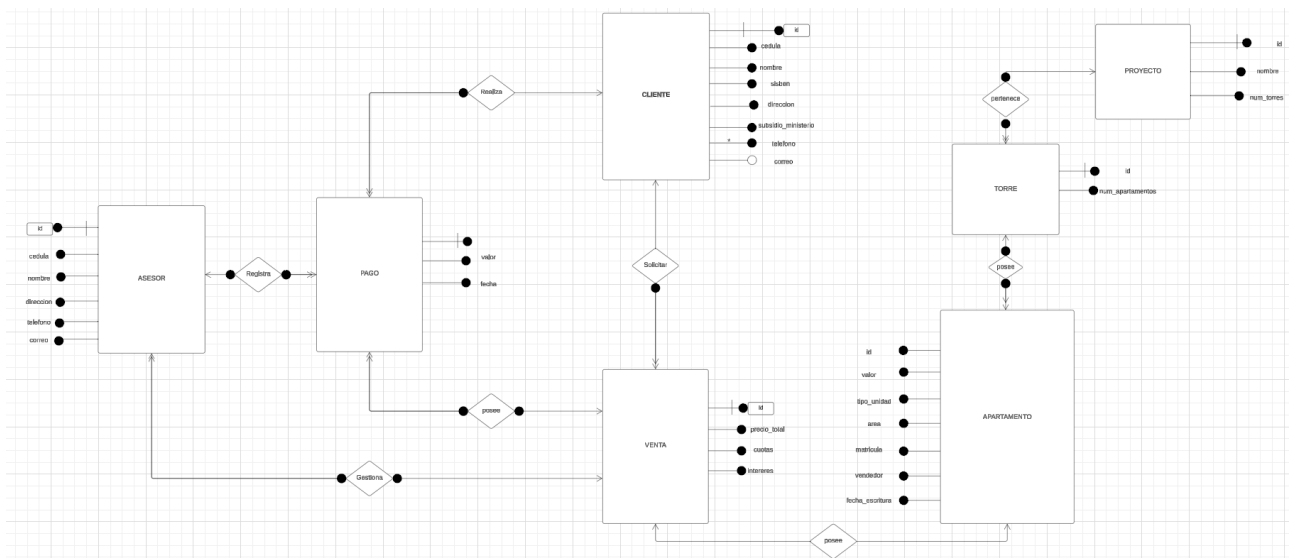 id
cedula
nombre
sisben
direccion
subsidio_ministerio
*
telefono
correo
CLIENTE
Realiza
PROYECTO
id
nombre
num_torres
pertenece
TORRE
id
num_apartamentos
posee
id
cedula
nombre
direccion
telefono
correo
ASESOR
Registra
PAGO
valor
fecha
Solicitar
posee
Gestiona
VENTA
id
precio_total
cuotas
intereres
id
valor
tipo_unidad
area
matricula
vendedor
fecha_escritura
APARTAMENTO
posee